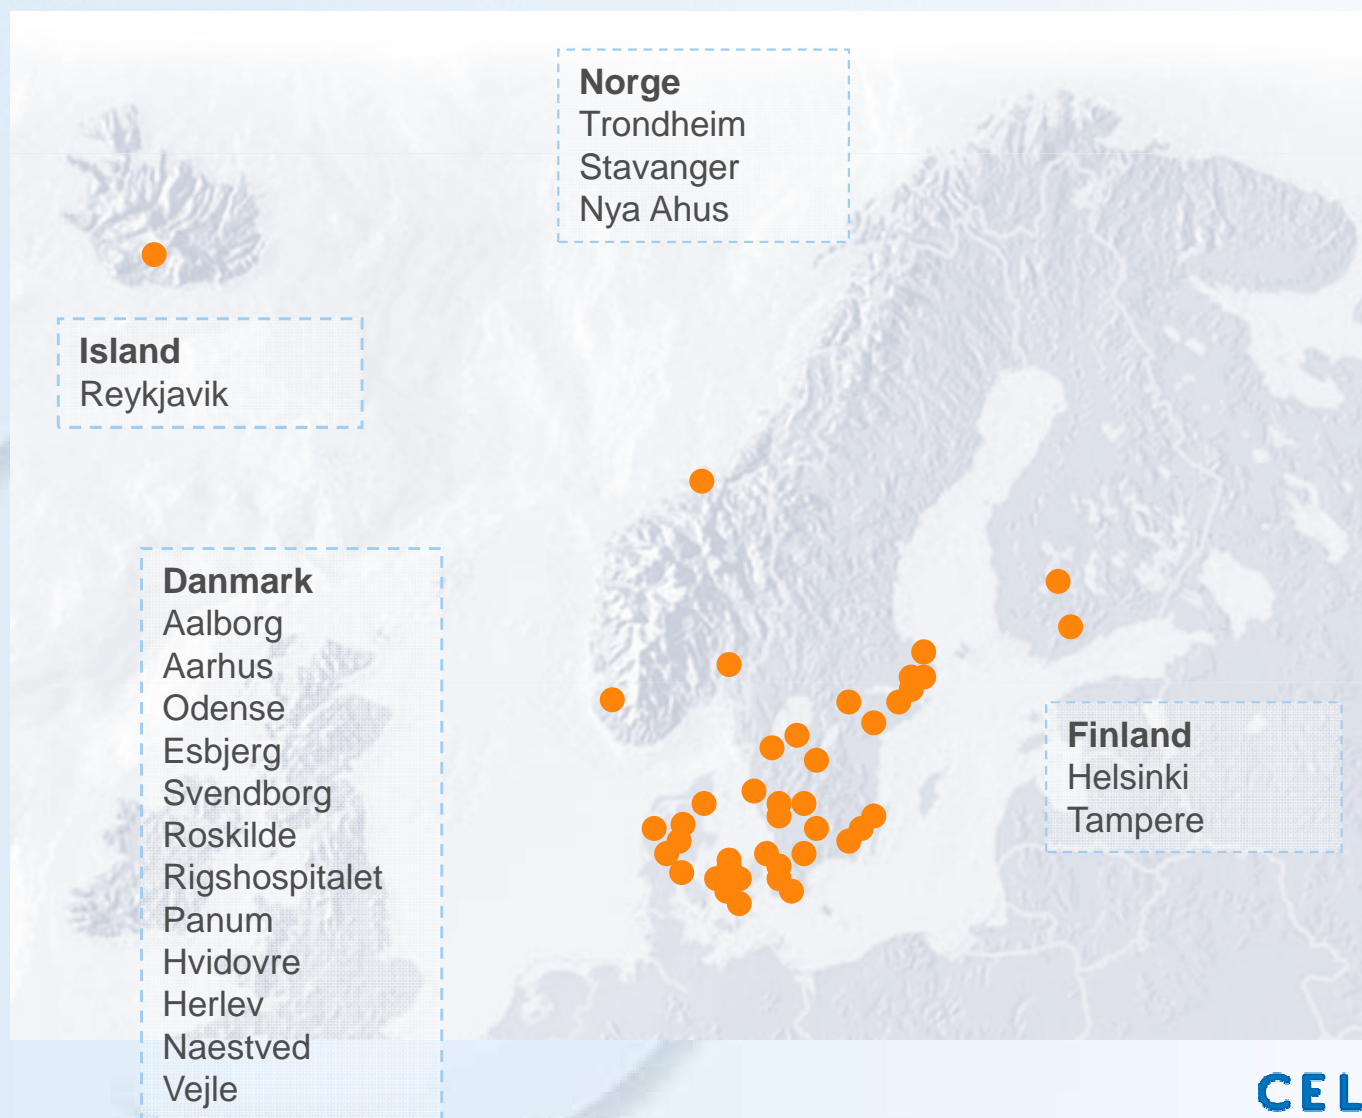 Norge
Trondheim
Stavanger
Nya Ahus
Island
Reykjavik
Danmark
Aalborg
Aarhus
Odense
Esbjerg
Svendborg
Roskilde
Rigshospitalet
Panum
Hvidovre
Herlev
Naestved
Vejle
Finland
Helsinki
Tampere
CEL